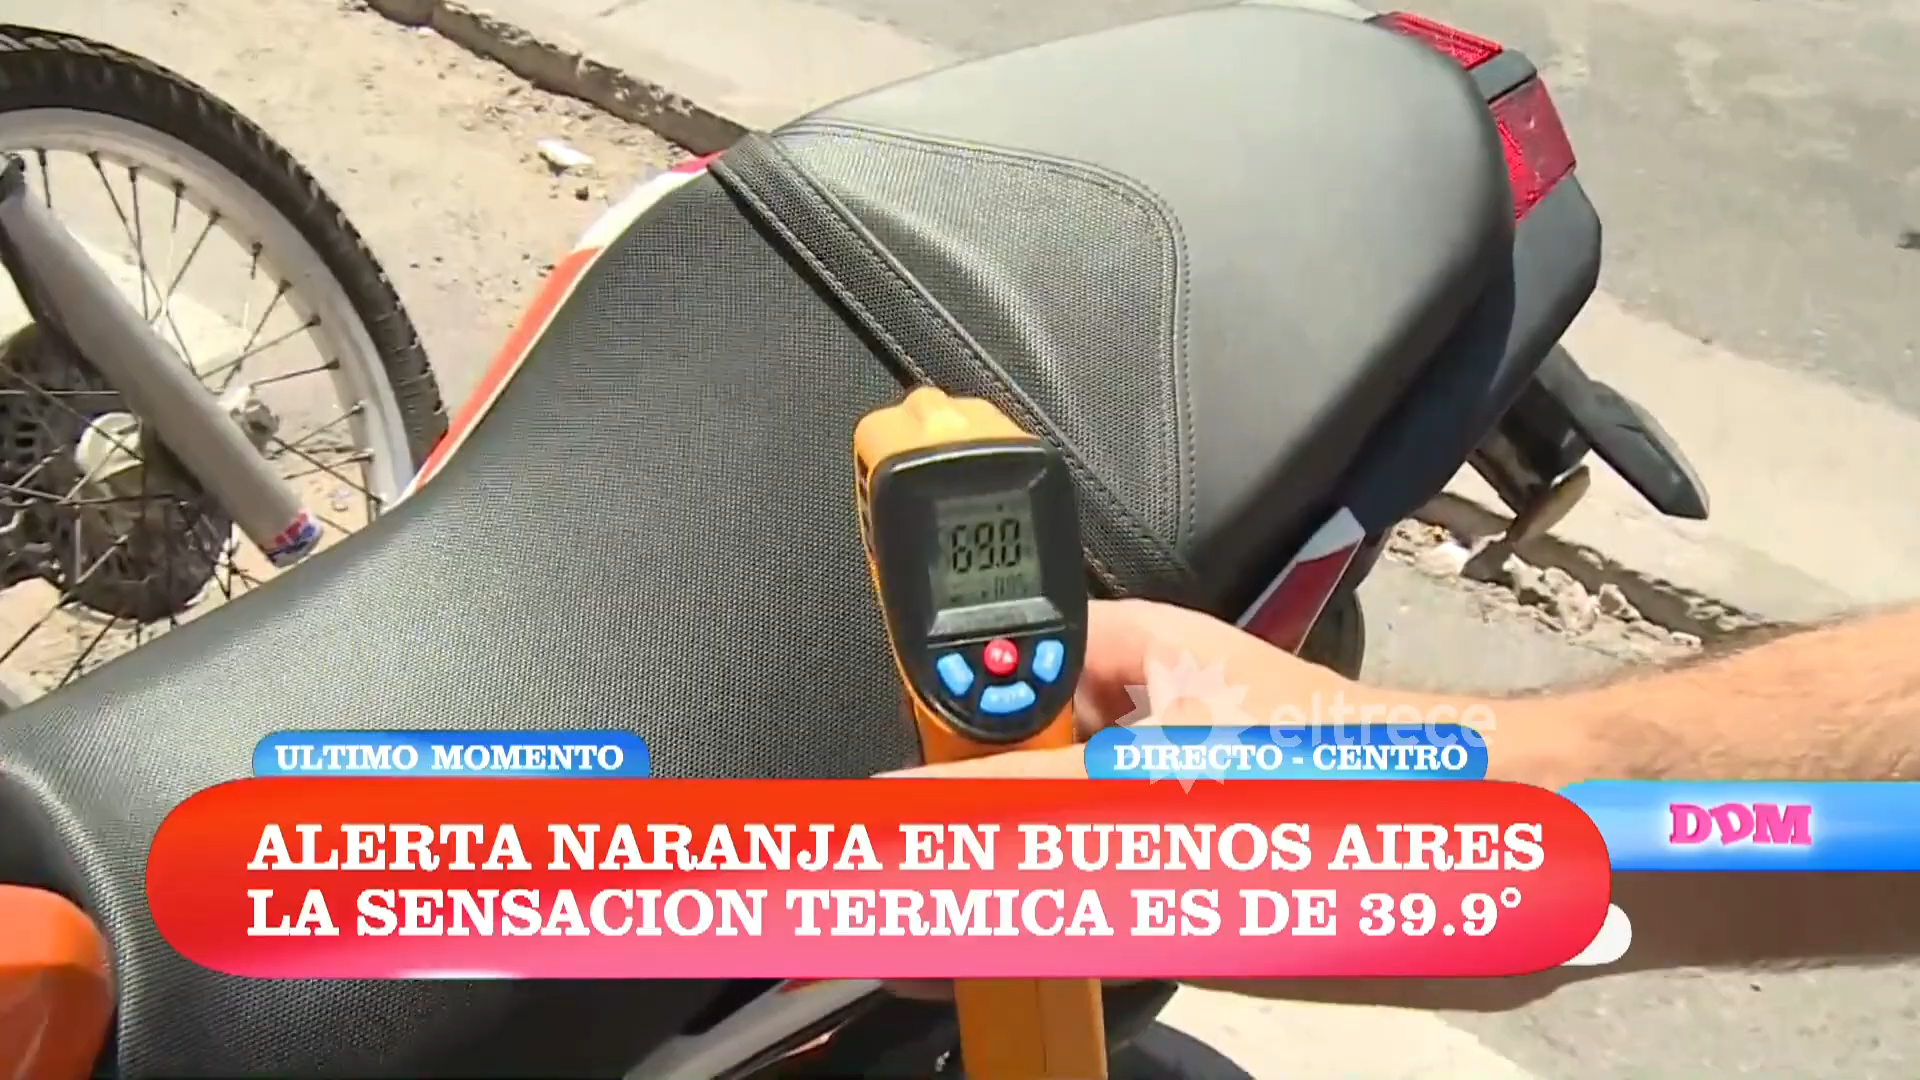 69.0
eltrece
ULTIMO MOMENTO
DIRECTO - CENTRO
ALERTA NARANJA EN BUENOS AIRES
LA SENSACION TERMICA ES DE 39.9°
DDM